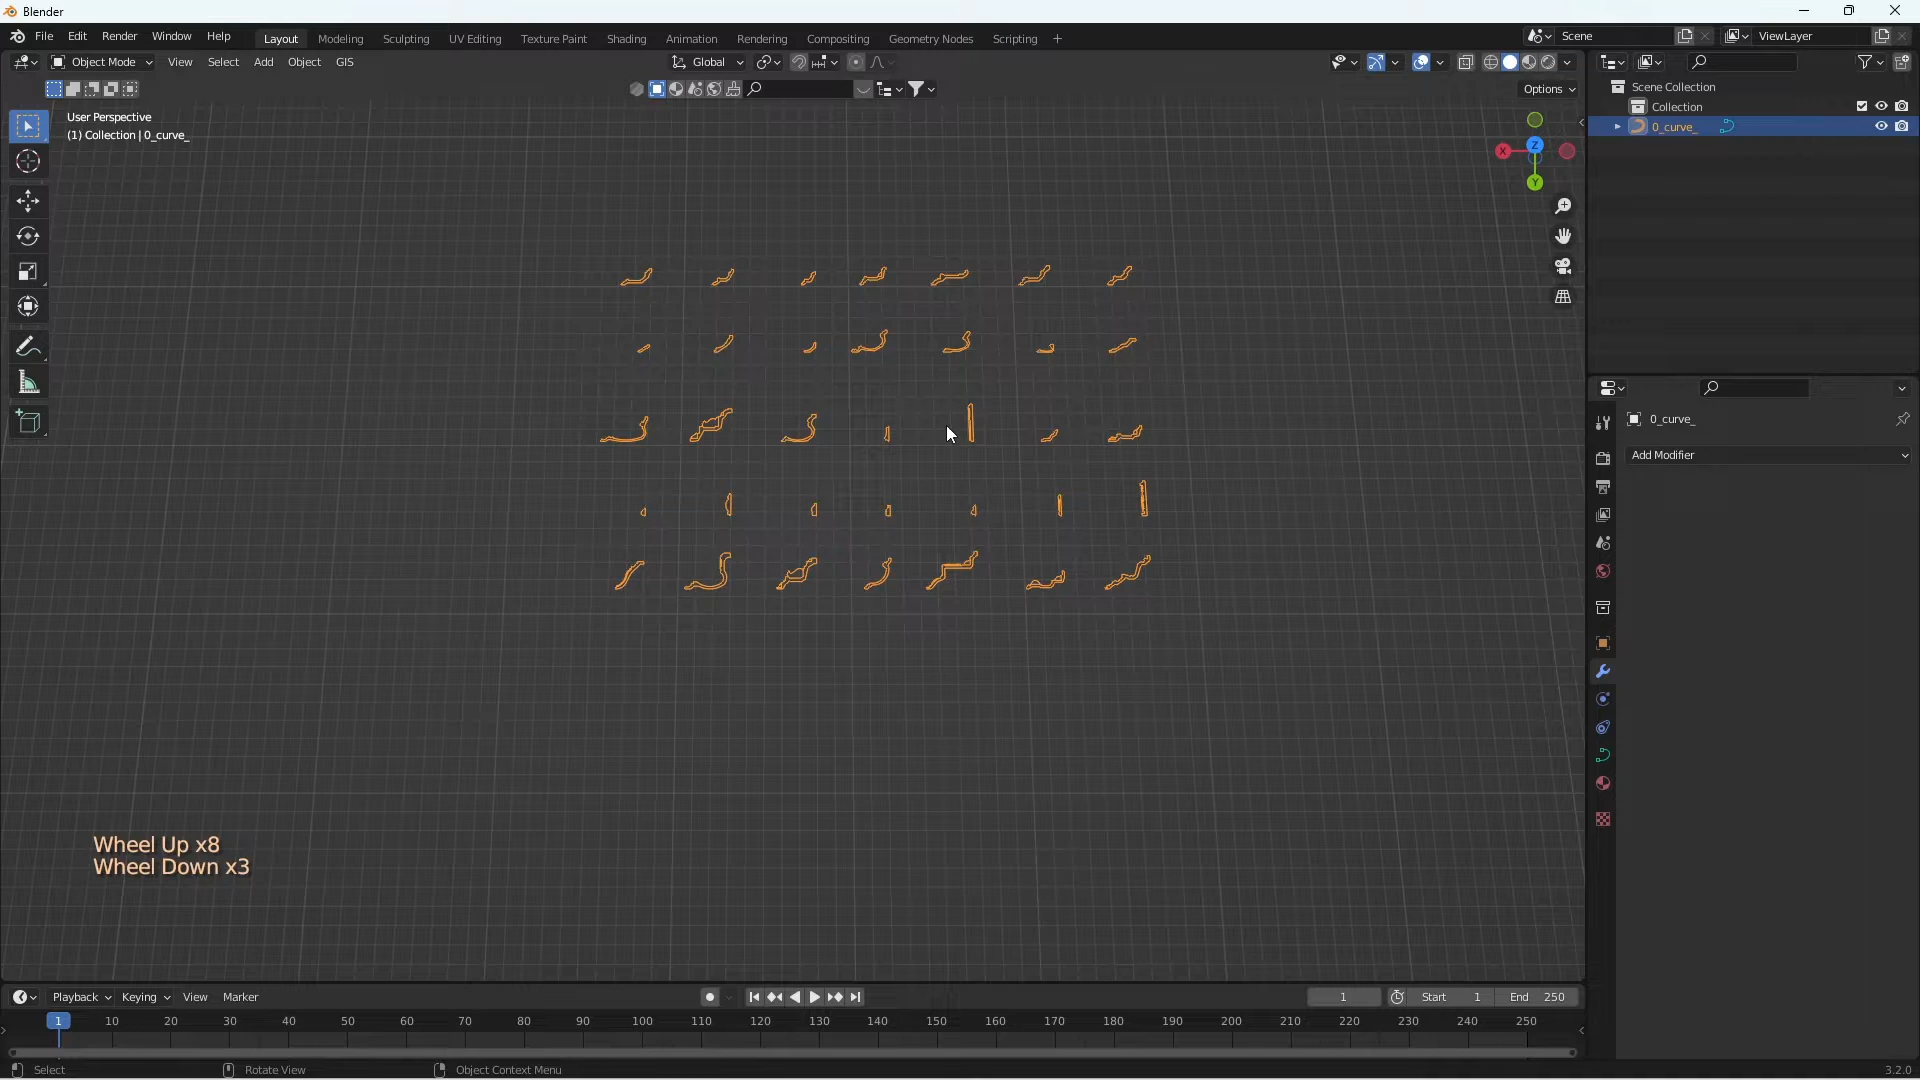 Blender
File Edit Render Window Help Layout Modeling Sculpting UV Editing Texture Paint Shading Animation Rendering Compositing Geometry Nodes Scripting + Scene ViewLayer
Object Mode View Select Add Object GIS Global
Options
User Perspective
(1) Collection | 0_curve_
Scene Collection
Collection
0_curve_
X
Z
Y
0_curve_
Add Modifier
Wheel Up x8
Wheel Down x3
Playback Keying View Marker 1 Start 1 End 250
1 10 20 30 40 50 60 70 80 90 100 110 120 130 140 150 160 170 180 190 200 210 220 230 240 250
Select Rotate View Object Context Menu 3.2.0